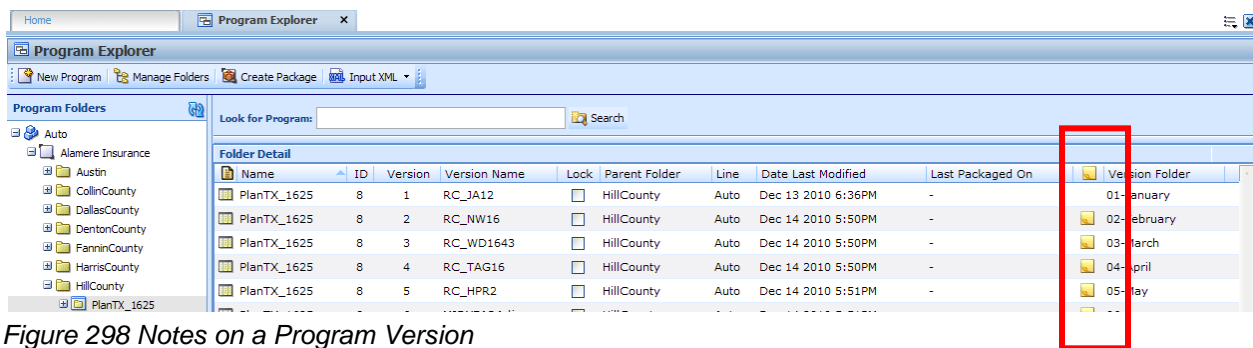 Home Program Explorer x
Program Explorer
New Program Manage Folders Create Package Input XML
Program Folders
Look for Program: Search
Auto
Alamere Insurance
Austin
CollinCounty
DallasCounty
DentonCounty
FanninCounty
HarrisCounty
HillCounty
PlanTX_1625
Folder Detail
Name ID Version Version Name Lock Parent Folder Line Date Last Modified Last Packaged On Version Folder
PlanTX_1625 8 1 RC_JA12 HillCounty Auto Dec 13 2010 6:36PM - 01-January
PlanTX_1625 8 2 RC_NW16 HillCounty Auto Dec 14 2010 5:50PM - 02-February
PlanTX_1625 8 3 RC_WD1643 HillCounty Auto Dec 14 2010 5:50PM - 03-March
PlanTX_1625 8 4 RC_TAG16 HillCounty Auto Dec 14 2010 5:50PM - 04-April
PlanTX_1625 8 5 RC_HPR2 HillCounty Auto Dec 14 2010 5:51PM - 05-May
Figure 298 Notes on a Program Version